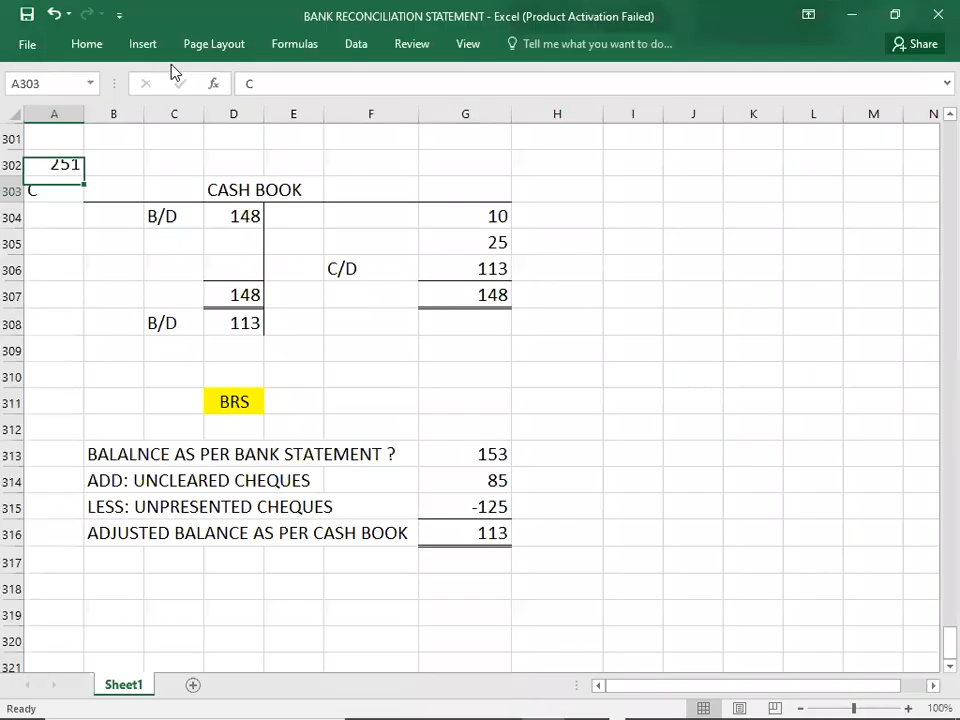 BANK RECONCILIATION STATEMENT - Excel (Product Activation Failed)
File Home Insert Page Layout Formulas Data Review View Tell me what you want to do... Share
A303 fx C
A B C D E F G H I J K L M N
301
302 251
303 C CASH BOOK
304 B/D 148 10
305 25
306 C/D 113
307 148 148
308 B/D 113
309
310
311 BRS
312
313 BALALNCE AS PER BANK STATEMENT ? 153
314 ADD: UNCLEARED CHEQUES 85
315 LESS: UNPRESENTED CHEQUES -125
316 ADJUSTED BALANCE AS PER CASH BOOK 113
317
318
319
320
321
Sheet1
Ready 100%